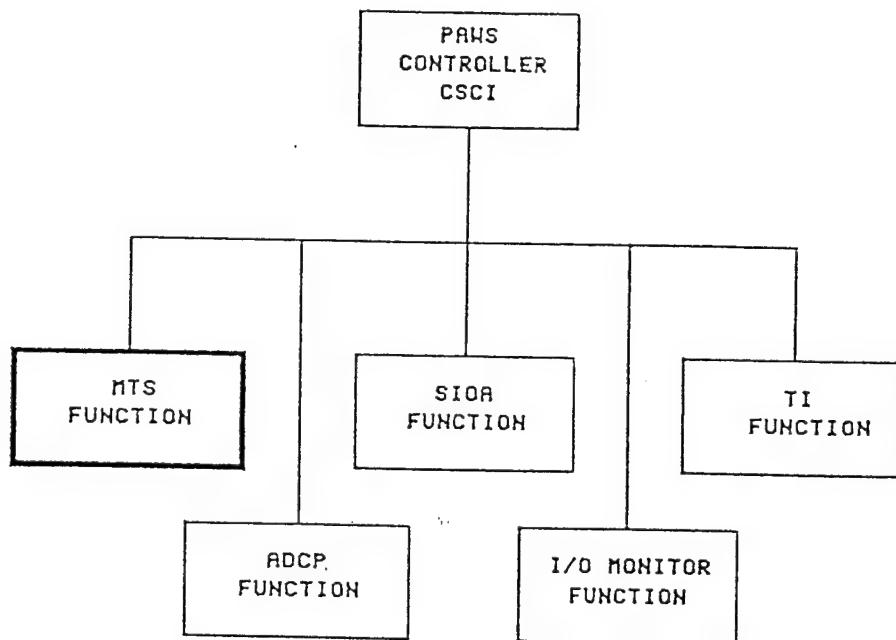 PAWS
CONTROLLER
CSCI
MTS
FUNCTION
SIOA
FUNCTION
TI
FUNCTION
ADCP
FUNCTION
I/O MONITOR
FUNCTION